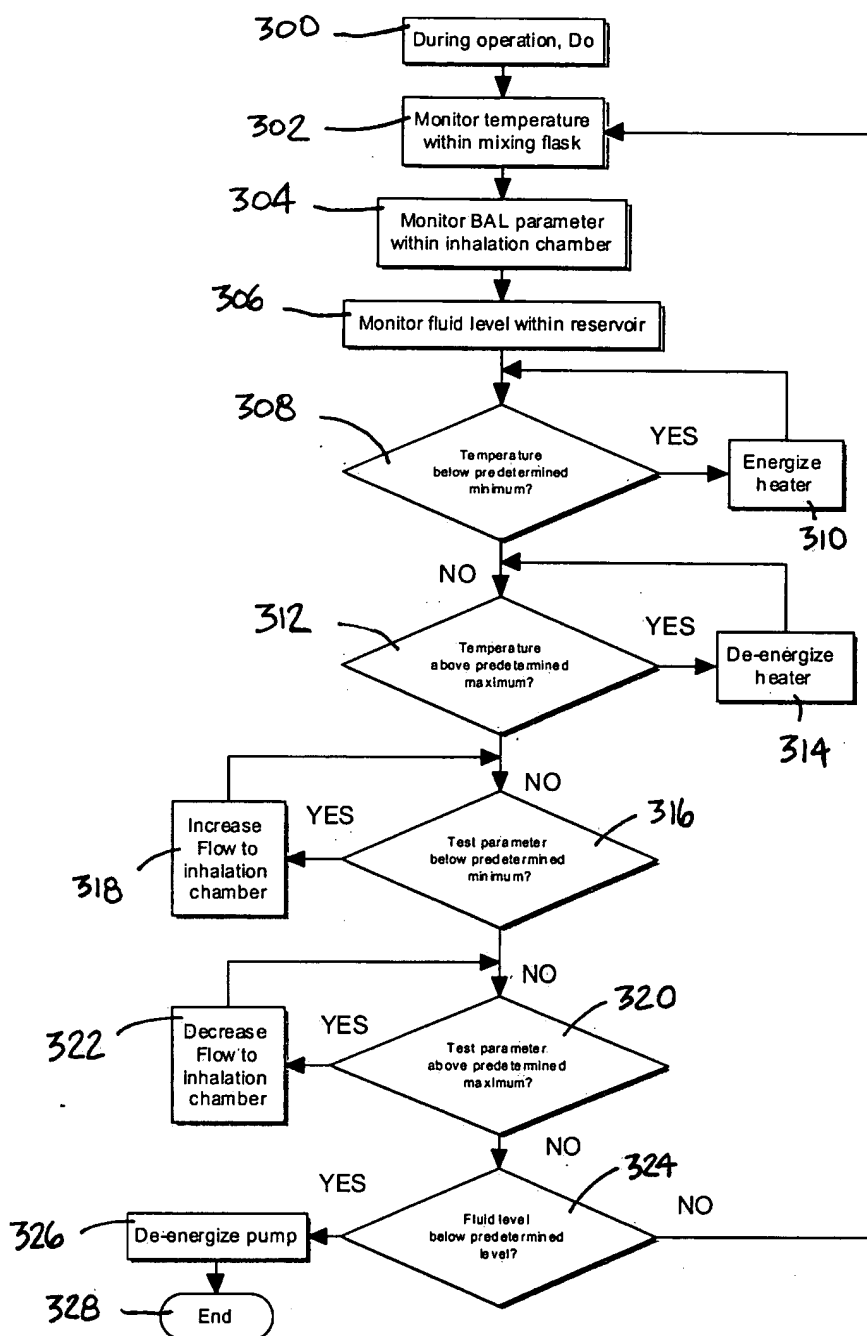 300
During operation, Do
302
Monitor temperature
within mixing flask
304
Monitor BAL parameter
within inhalation chamber
306
Monitor fluid level within reservoir
308
Temperature
below predetermined
minimum?
YES
Energize
heater
310
NO
312
Temperature
above predetermined
maximum?
YES
De-energize
heater
314
NO
316
Test parameter
below predetermined
minimum?
YES
Increase
Flow to
inhalation
chamber
318
NO
320
Test parameter
above predetermined
maximum?
YES
Decrease
Flow to
inhalation
chamber
322
NO
324
Fluid level
below predetermined
level?
YES
NO
326
De-energize pump
328
End